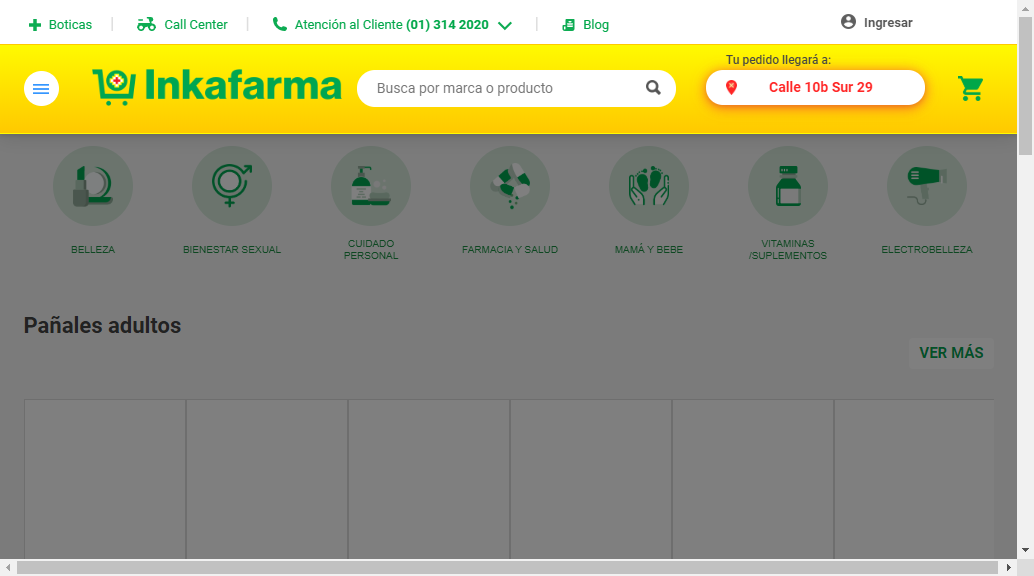 Boticas
Call Center
Atención al Cliente (01) 314 2020
Blog
Ingresar
Inkafarma
Busca por marca o producto
Tu pedido llegará a:
Calle 10b Sur 29
BELLEZA
BIENESTAR SEXUAL
CUIDADO
PERSONAL
FARMACIA Y SALUD
MAMÁ Y BEBE
VITAMINAS
/SUPLEMENTOS
ELECTROBELLEZA
Pañales adultos
VER MÁS